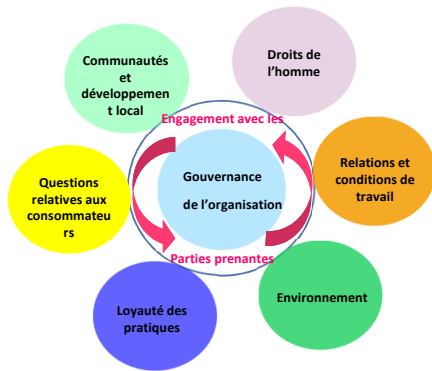 Communautés
et
développemen
t local
Droits de
l’homme
Engagement avec les
Gouvernance
de l’organisation
Relations et
conditions de
travail
Questions
relatives aux
consommateu
rs
Parties prenantes
Loyauté des
pratiques
Environnement